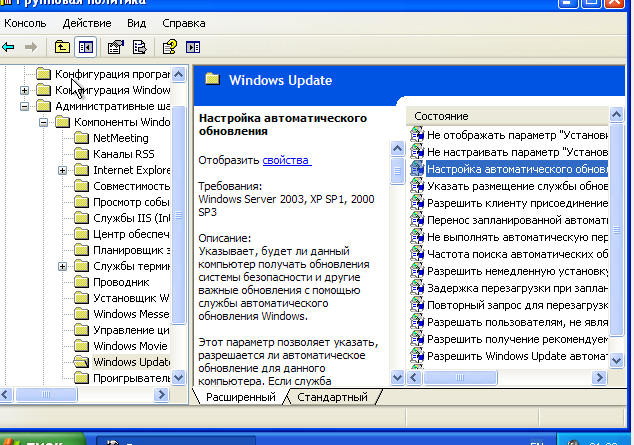 Групповая политика
Консоль Действие Вид Справка
Конфигурация програм
Конфигурация Window
Административные ша
Компоненты Windo
NetMeeting
Каналы RSS
Internet Explore
Совместимость
Просмотр собы
Службы IIS (In
Центр обеспеч
Планировщик з
Службы терми
Проводник
Установщик W
Windows Messe
Управление ци
Windows Movie
Windows Updat
Проигрывател
Windows Update
Настройка автоматического
обновления
Отобразить свойства
Требования:
Windows Server 2003, XP SP1, 2000
SP3
Описание:
Указывает, будет ли данный
компьютер получать обновления
системы безопасности и другие
важные обновления с помощью
службы автоматического
обновления Windows.
Этот параметр позволяет указать,
разрешается ли автоматическое
обновление для данного
компьютера. Если служба
Состояние
Не отображать параметр "Установи
Не настраивать параметр "Установ
Настройка автоматического обнов
Указать размещение службы обнов
Разрешить клиенту присоединение
Перенос запланированной автомати
Не выполнять автоматическую пер
Частота поиска автоматических об
Разрешить немедленную установку
Задержка перезагрузки при заплан
Повторный запрос для перезагрузк
Разрешать пользователям, не явля
Разрешить получение рекомендуем
Разрешить Windows Update автомат
Расширенный Стандартный